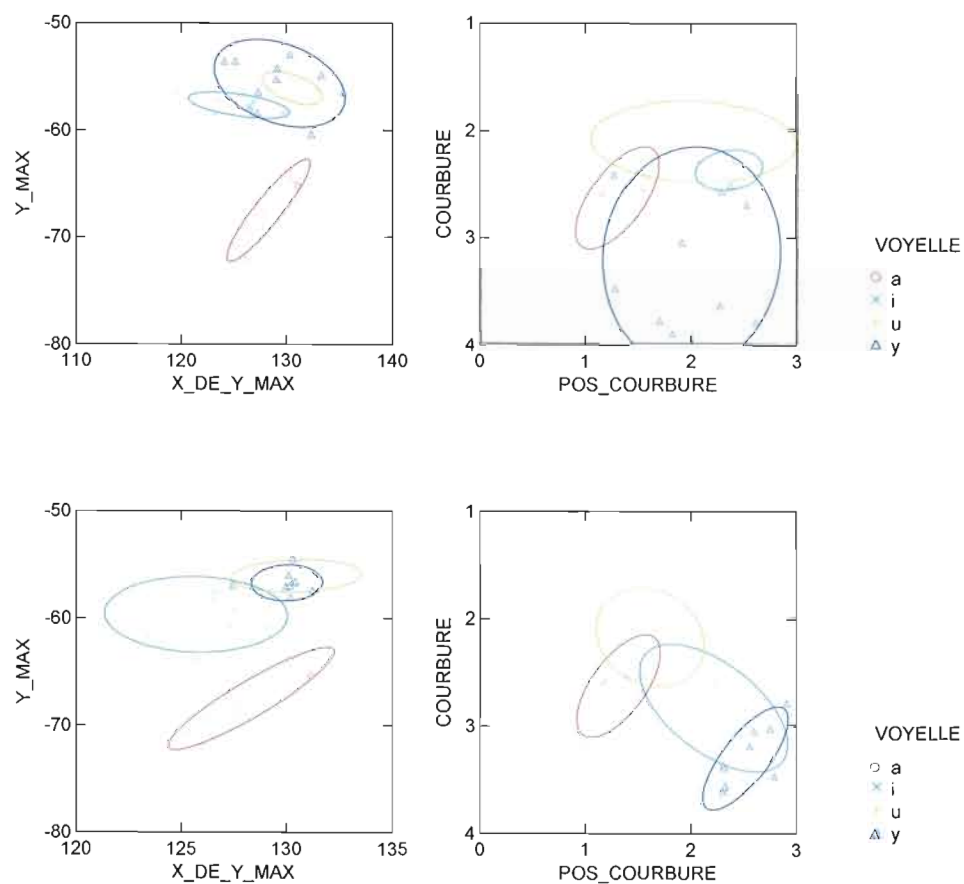 -50
-60
-70
-80
Y_MAX
110 120 130 140
X_DE_Y_MAX
1
2
3
4
COURBURE
0 1 2 3
POS_COURBURE
VOYELLE
a
i
u
y
-50
-60
-70
-80
Y_MAX
120 125 130 135
X_DE_Y_MAX
1
2
3
4
COURBURE
0 1 2 3
POS_COURBURE
VOYELLE
a
i
u
y